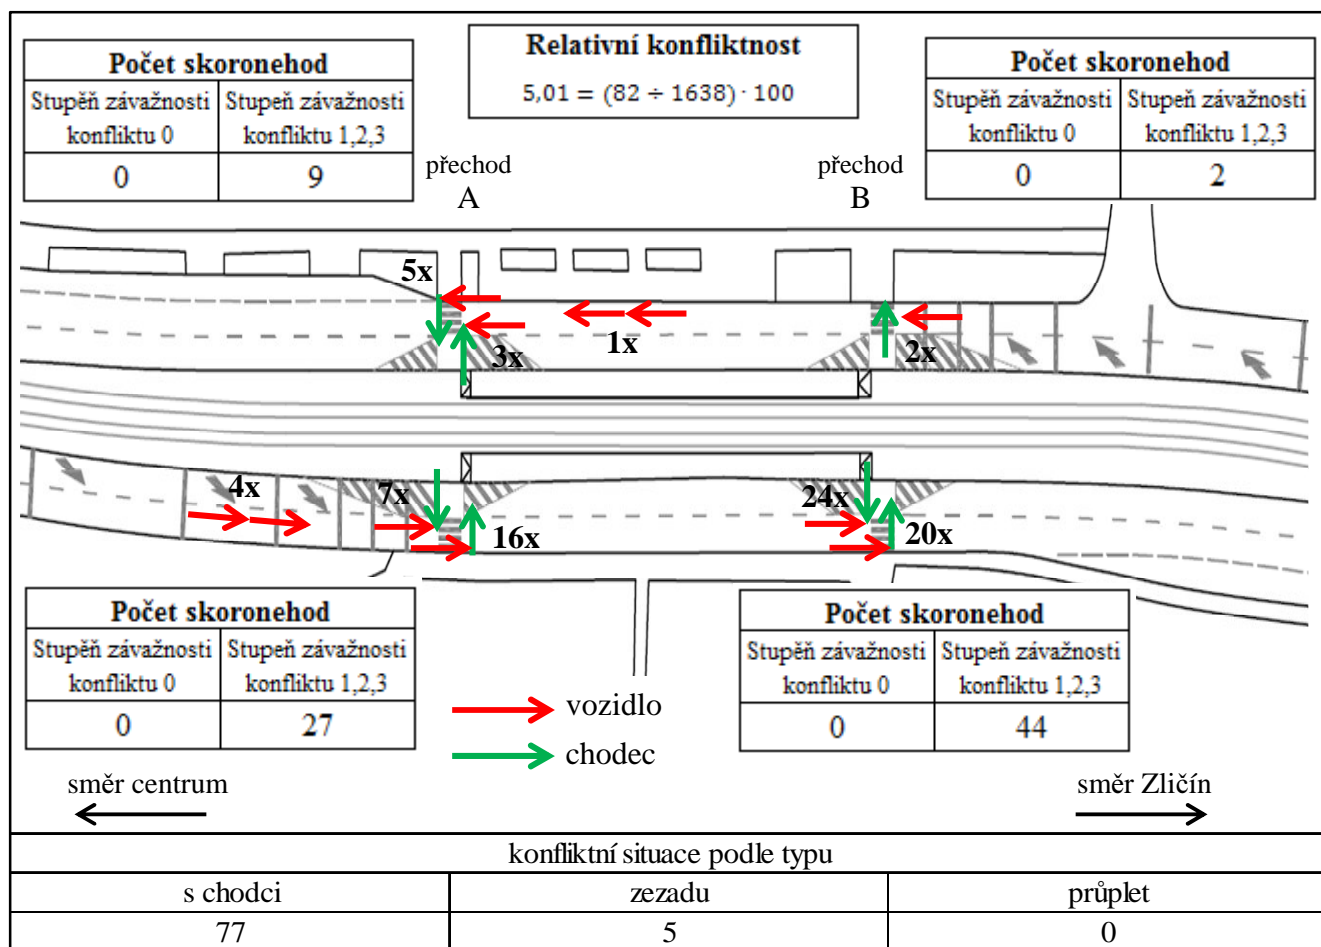 Počet skoronehod
Stupěň závažnosti konfliktu 0
Stupeň závažnosti konfliktu 1,2,3
0
9
Relativní konfliktnost
5,01 = (82 ÷ 1638) · 100
Počet skoronehod
Stupěň závažnosti konfliktu 0
Stupeň závažnosti konfliktu 1,2,3
0
2
přechod
A
přechod
B
5x
3x
1x
2x
4x
7x
16x
24x
20x
Počet skoronehod
Stupěň závažnosti konfliktu 0
Stupeň závažnosti konfliktu 1,2,3
0
27
Počet skoronehod
Stupěň závažnosti konfliktu 0
Stupeň závažnosti konfliktu 1,2,3
0
44
vozidlo
chodec
směr centrum
směr Zličín
konfliktní situace podle typu
s chodci
zezadu
průplet
77
5
0